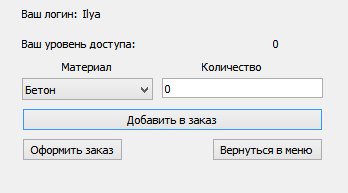 Ваш логин: Ilya
Ваш уровень доступа: 0
Материал Количество
Бетон 0
Добавить в заказ
Оформить заказ Вернуться в меню